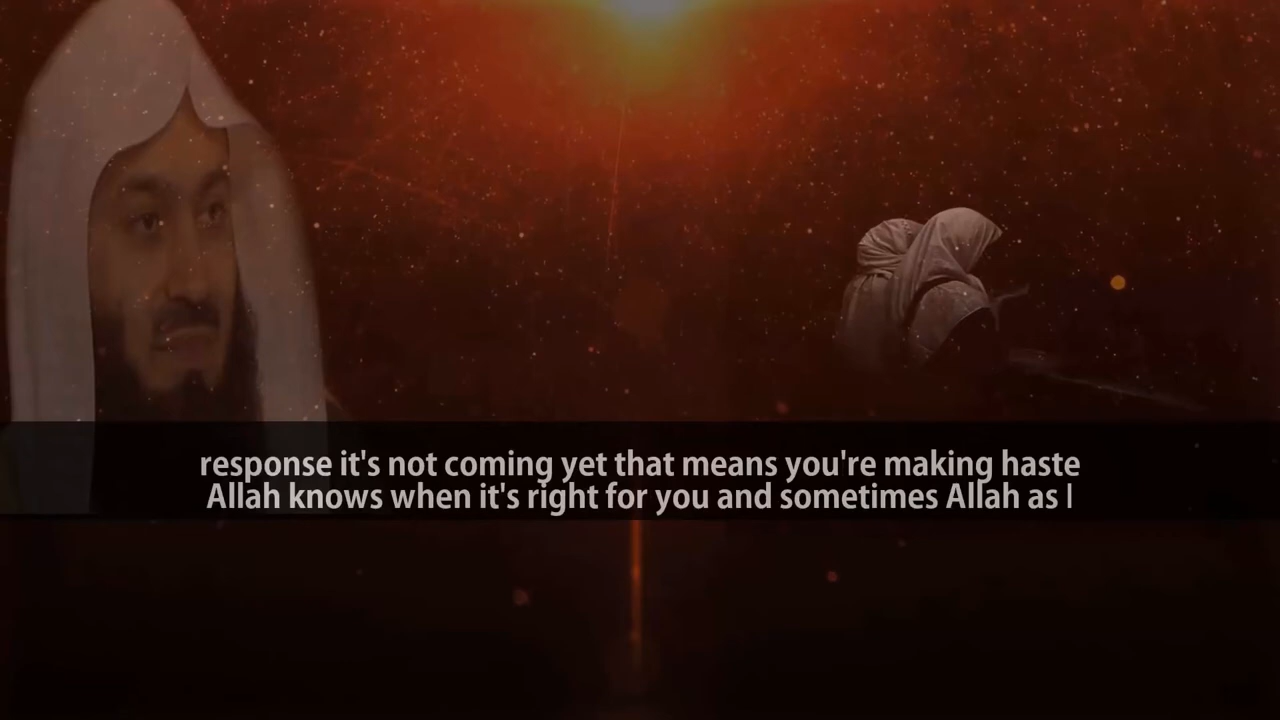 response it's not coming yet that means you're making haste
Allah knows when it's right for you and sometimes Allah as I